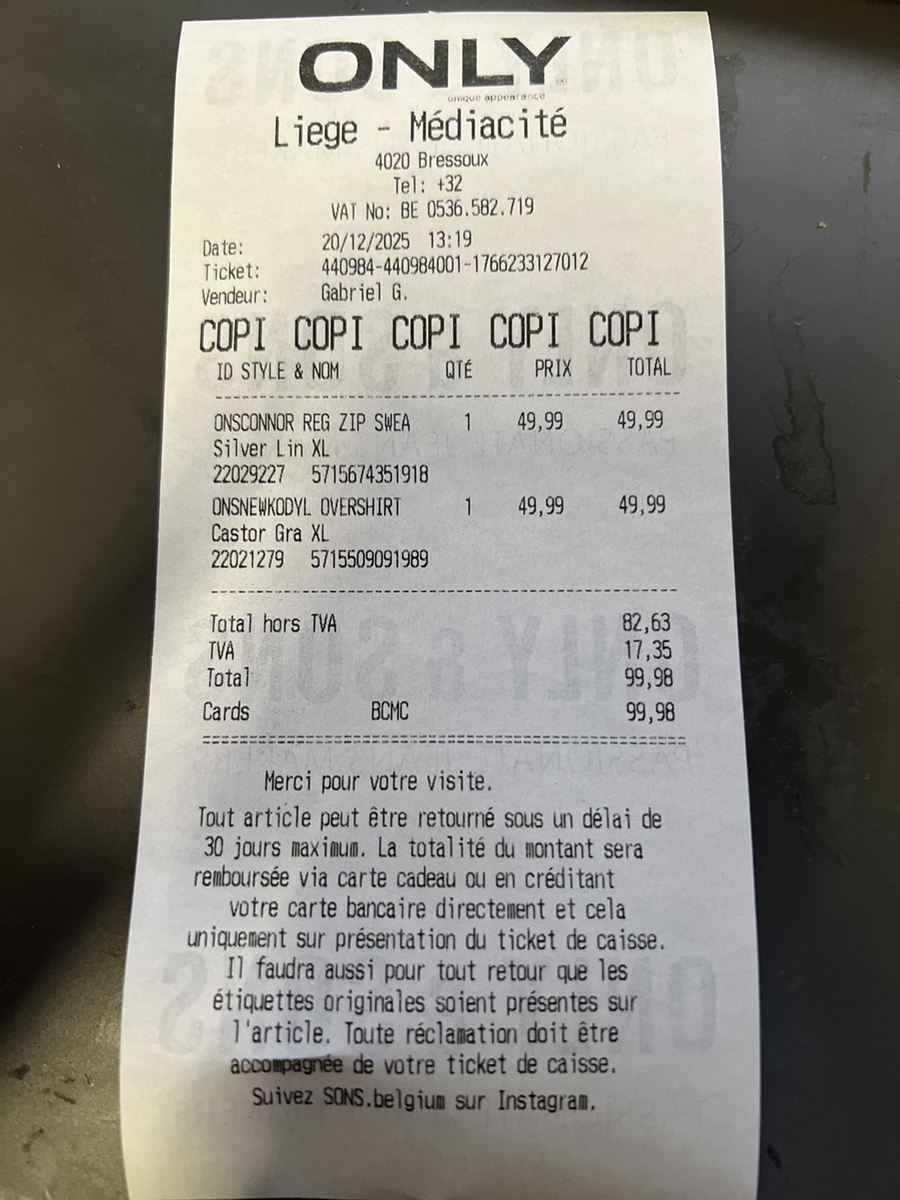 ONLY
unique appearance
Liege - Médiacité
4020 Bressoux
Tel: +32
VAT No: BE 0536.582.719
Date: 20/12/2025 13:19
Ticket: 440984-440984001-1766233127012
Vendeur: Gabriel G.
COPI COPI COPI COPI COPI
ID STYLE & NOM QTÉ PRIX TOTAL
ONSCONNOR REG ZIP SWEA 1 49,99 49,99
Silver Lin XL
22029227 5715674351918
ONSNEWKODYL OVERSHIRT 1 49,99 49,99
Castor Gra XL
22021279 5715509091989
Total hors TVA 82,63
TVA 17,35
Total 99,98
Cards BCMC 99,98
Merci pour votre visite.
Tout article peut être retourné sous un délai de
30 jours maximum. La totalité du montant sera
remboursée via carte cadeau ou en créditant
votre carte bancaire directement et cela
uniquement sur présentation du ticket de caisse.
Il faudra aussi pour tout retour que les
étiquettes originales soient présentes sur
l'article. Toute réclamation doit être
accompagnée de votre ticket de caisse.
Suivez SONS.belgium sur Instagram.